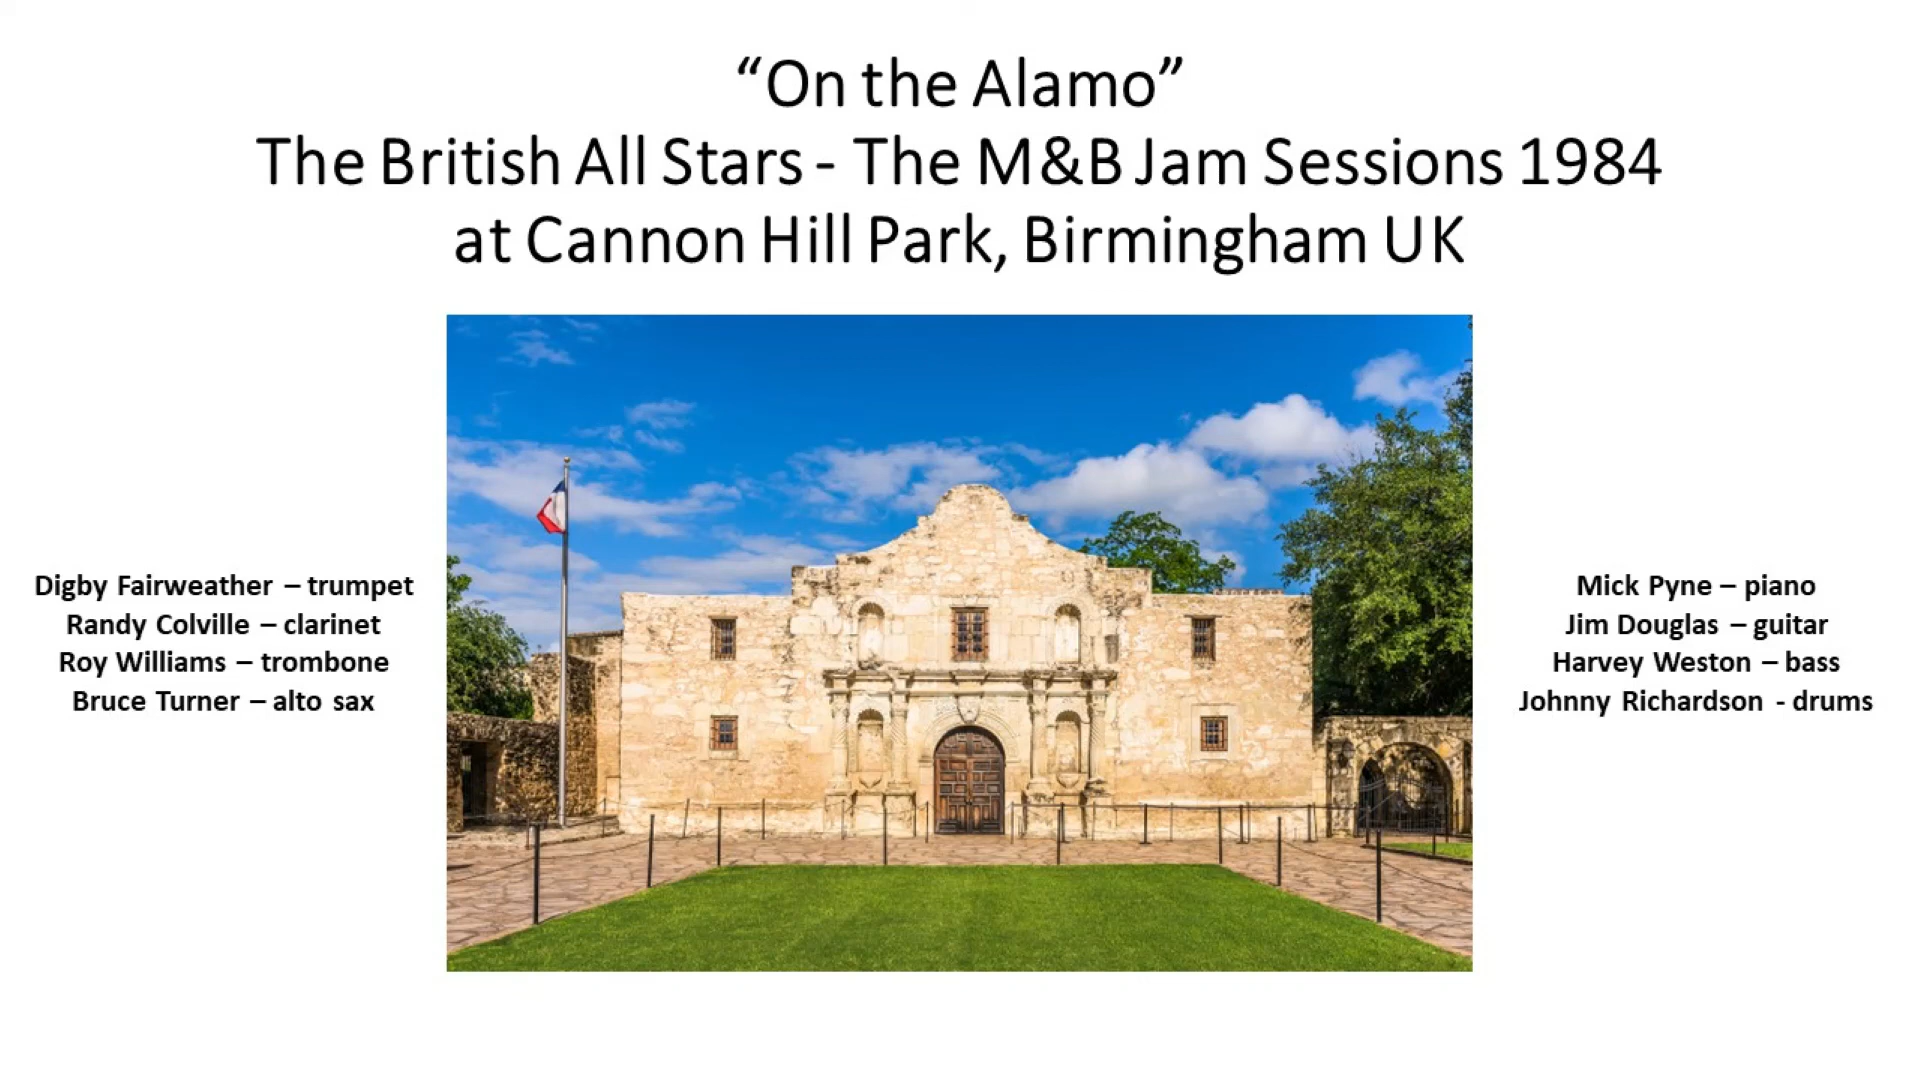 “On the Alamo”
The British All Stars - The M&B Jam Sessions 1984
at Cannon Hill Park, Birmingham UK
Digby Fairweather – trumpet
Randy Colville – clarinet
Roy Williams – trombone
Bruce Turner – alto sax
Mick Pyne – piano
Jim Douglas – guitar
Harvey Weston – bass
Johnny Richardson - drums